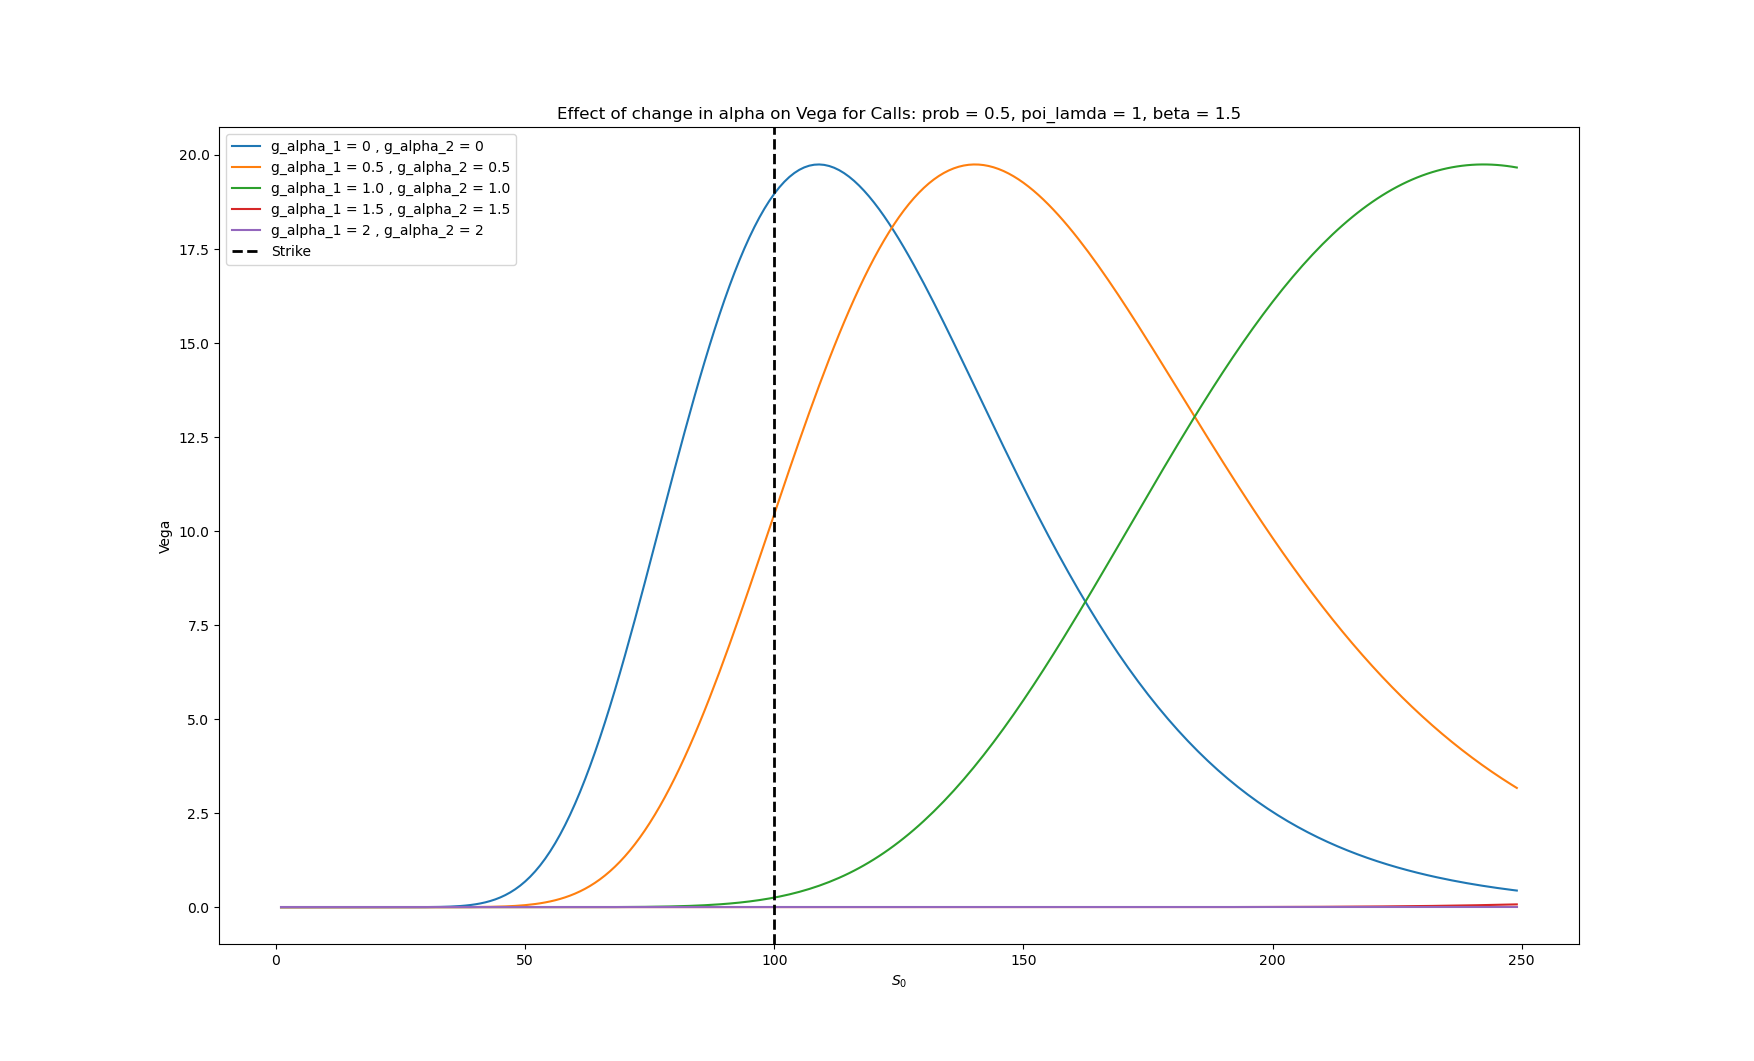 Effect of change in alpha on Vega for Calls: prob = 0.5, poi_lamda = 1, beta = 1.5
g_alpha_1 = 0 , g_alpha_2 = 0
g_alpha_1 = 0.5 , g_alpha_2 = 0.5
g_alpha_1 = 1.0 , g_alpha_2 = 1.0
g_alpha_1 = 1.5 , g_alpha_2 = 1.5
g_alpha_1 = 2 , g_alpha_2 = 2
Strike
20.0
17.5
15.0
12.5
10.0
7.5
5.0
2.5
0.0
Vega
0 50 100 150 200 250
S_0